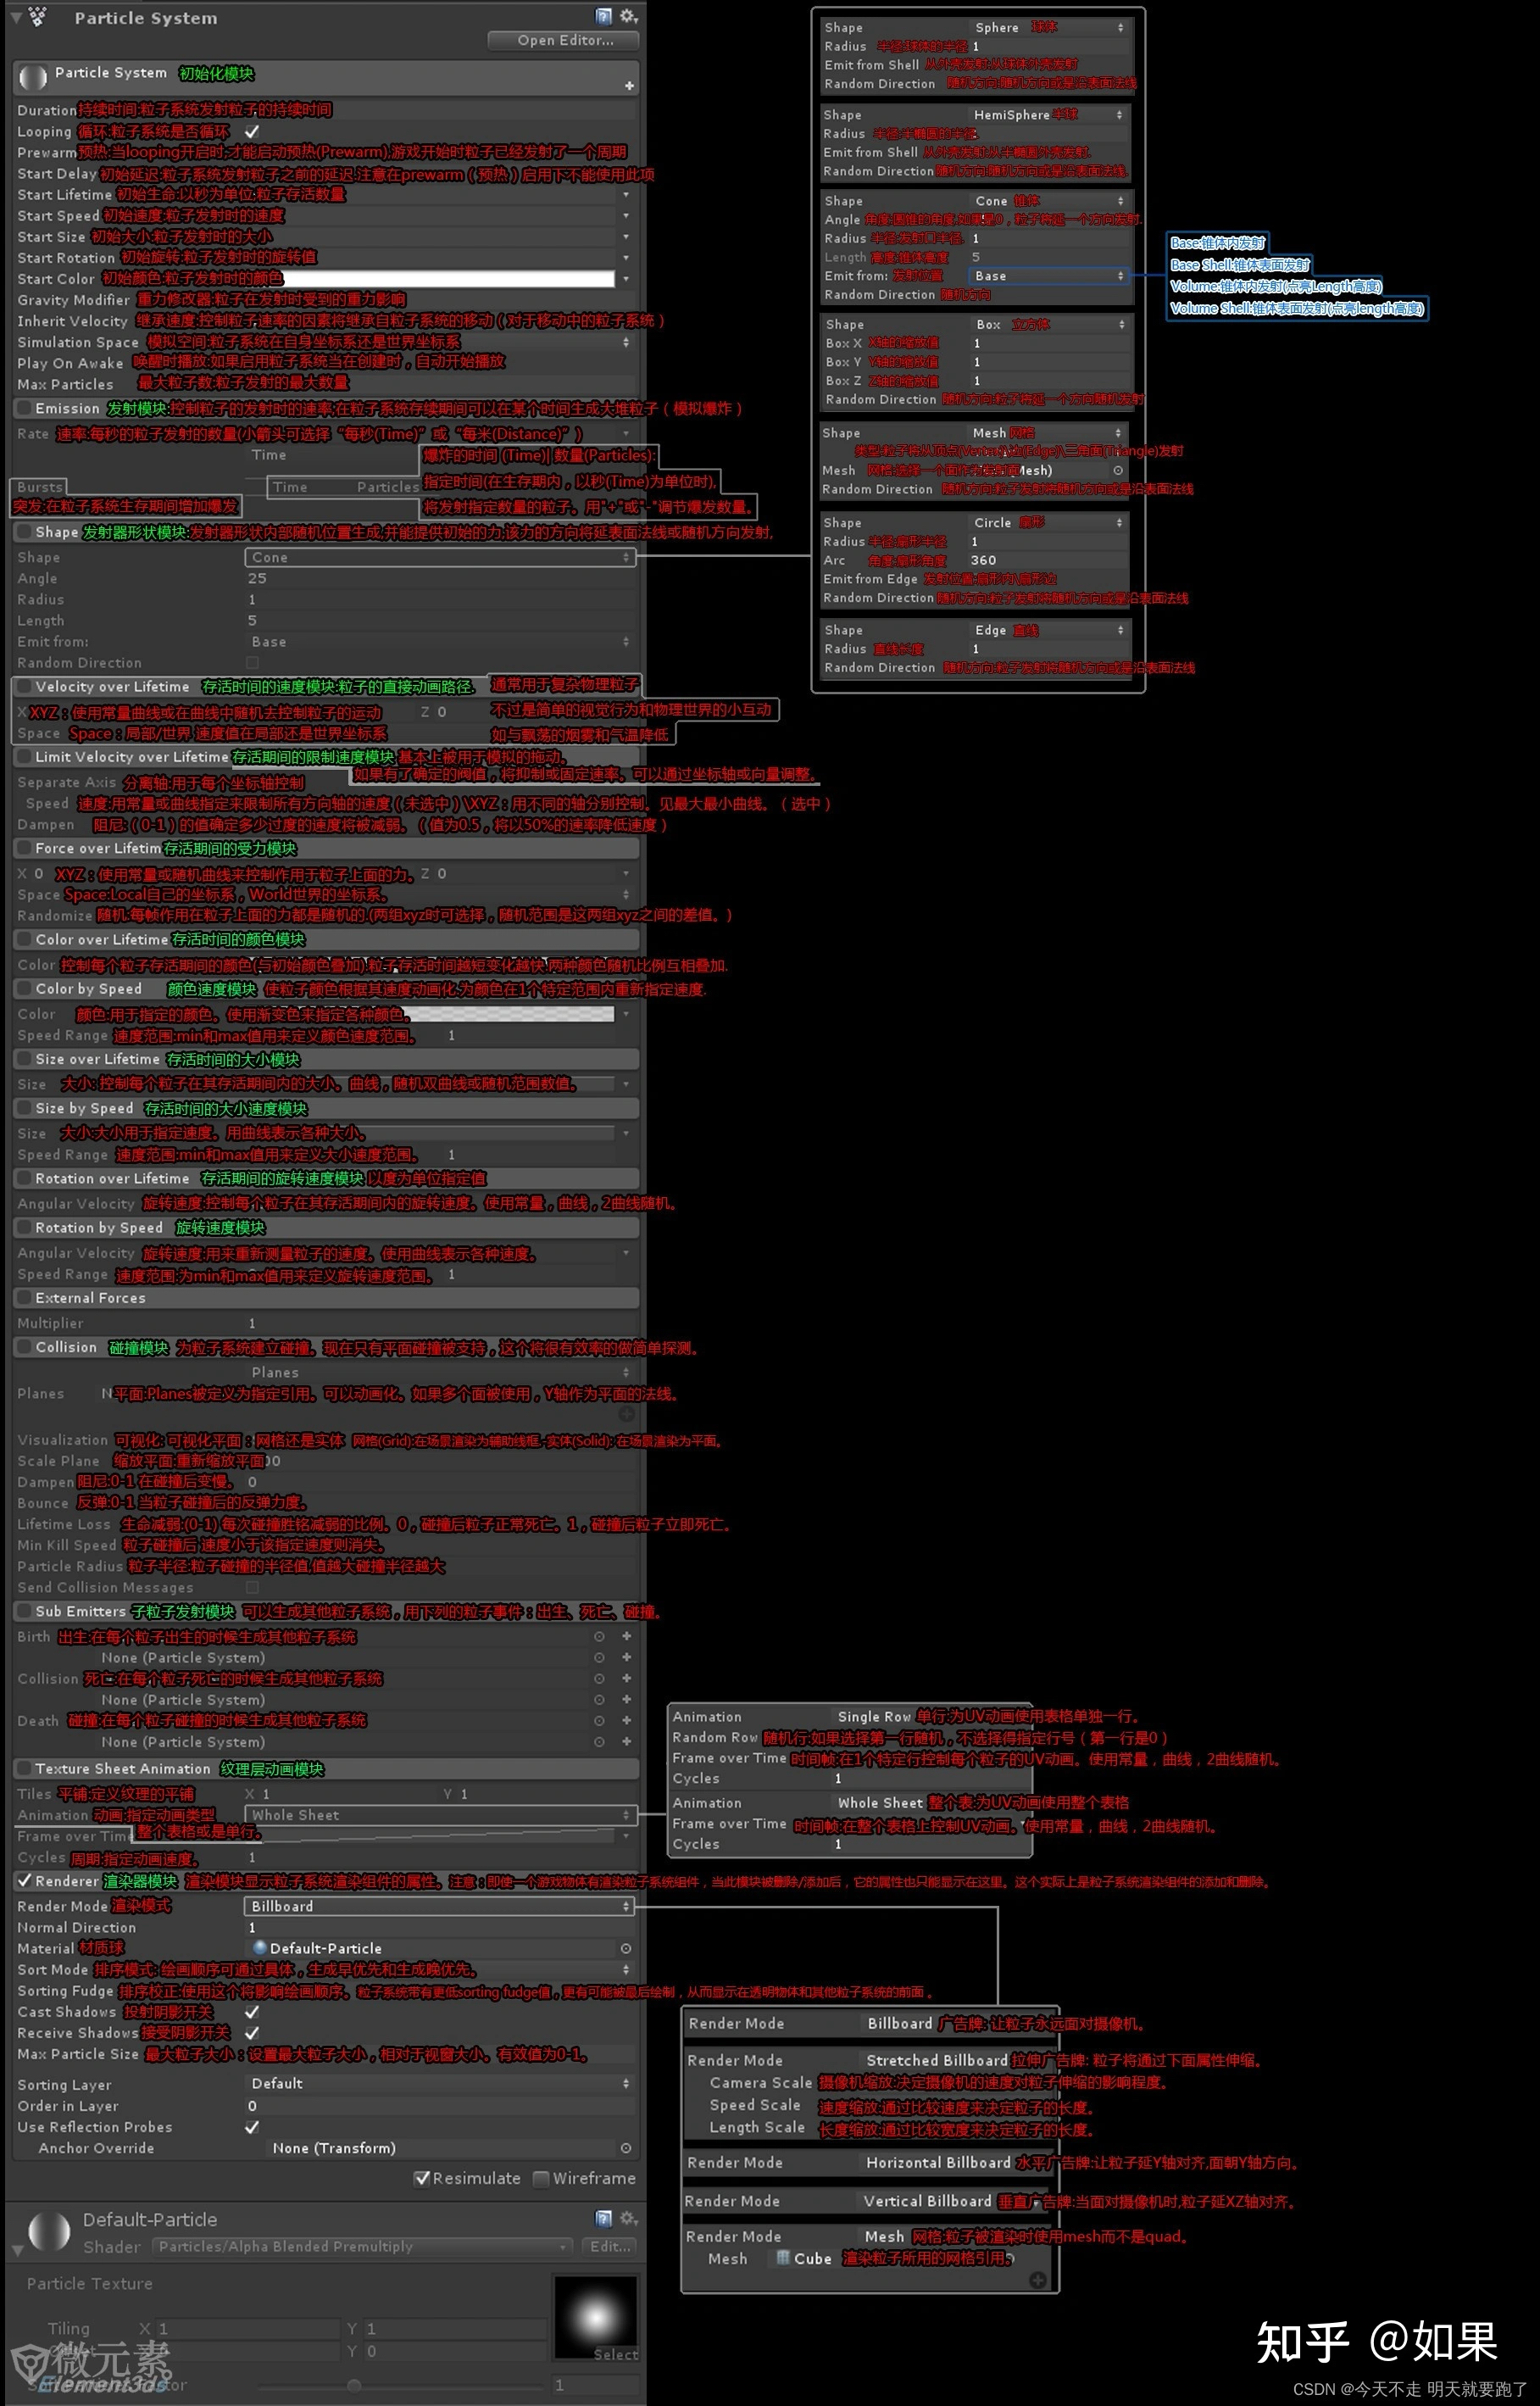 Particle System
Open Editor...
Particle System 初始化模块
Duration 持续时间:粒子系统发射粒子的持续时间
Looping 循环:粒子系统是否循环
Prewarm 预热:当looping开启时,才能启动预热(Prewarm),游戏开始时粒子已经发射了一个周期
Start Delay 初始延迟:粒子系统发射粒子之前的延迟.注意在prewarm（预热）启用下不能使用此项
Start Lifetime 初始生命:以秒为单位,粒子存活数量
Start Speed 初始速度:粒子发射时的速度
Start Size 初始大小:粒子发射时的大小
Start Rotation 初始旋转:粒子发射时的旋转值
Start Color 初始颜色:粒子发射时的颜色
Gravity Modifier 重力修改器:粒子在发射时受到的重力影响
Inherit Velocity 继承速度:控制粒子速率的因素将继承自粒子系统的移动（对于移动中的粒子系统）
Simulation Space 模拟空间:粒子系统在自身坐标系还是世界坐标系
Play On Awake 唤醒时播放:如果启用粒子系统当在创建时，自动开始播放
Max Particles 最大粒子数:粒子发射的最大数量
Emission 发射模块:控制粒子的发射时的速率,在粒子系统存续期间可以在某个时间生成大堆粒子（模拟爆炸）
Rate 速率:每秒的粒子发射的数量(小箭头可选择“每秒(Time)”或“每米(Distance)”)
Time 爆炸的时间 (Time)| 数量(Particles):
Bursts Time Particles 指定时间(在生存期内，以秒(Time)为单位时),
突发:在粒子系统生存期间增加爆发 将发射指定数量的粒子。用"+"或"-"调节爆发数量。
Shape 发射器形状模块:发射器形状内部随机位置生成,并能提供初始的力,该力的方向将延表面法线或随机方向发射,
Shape Cone
Angle 25
Radius 1
Length 5
Emit from: Base
Random Direction
Velocity over Lifetime 存活时间的速度模块:粒子的直接动画路径. 通常用于复杂物理粒子
X XYZ：使用常量曲线或在曲线中随机去控制粒子的运动 Z 0 不过是简单的视觉行为和物理世界的小互动
Space Space：局部/世界 速度值在局部还是世界坐标系 如与飘荡的烟雾和气温降低
Limit Velocity over Lifetime 存活期间的限制速度模块 基本上被用于模拟的拖动。
如果有了确定的阀值，将抑制或固定速率。可以通过坐标轴或向量调整。
Separate Axis 分离轴:用于每个坐标轴控制
Speed 速度:用常量或曲线指定来限制所有方向轴的速度（未选中）\XYZ：用不同的轴分别控制。见最大最小曲线。（选中）
Dampen 阻尼:（0-1）的值确定多少过度的速度将被减弱。（值为0.5，将以50%的速率降低速度）
Force over Lifetim 存活期间的受力模块
X 0 XYZ：使用常量或随机曲线来控制作用于粒子上面的力。 Z 0
Space Space:Local自己的坐标系，World世界的坐标系。
Randomize 随机:每帧作用在粒子上面的力都是随机的.(两组xyz时可选择，随机范围是这两组xyz之间的差值。)
Color over Lifetime 存活时间的颜色模块
Color 控制每个粒子存活期间的颜色(与初始颜色叠加).粒子存活时间越短变化越快.两种颜色随机比例互相叠加.
Color by Speed 颜色速度模块 使粒子颜色根据其速度动画化.为颜色在1个特定范围内重新指定速度.
Color 颜色:用于指定的颜色。使用渐变色来指定各种颜色。
Speed Range 速度范围:min和max值用来定义颜色速度范围。 1
Size over Lifetime 存活时间的大小模块
Size 大小: 控制每个粒子在其存活期间内的大小。曲线，随机双曲线或随机范围数值。
Size by Speed 存活时间的大小速度模块
Size 大小:大小用于指定速度。用曲线表示各种大小。
Speed Range 速度范围:min和max值用来定义大小速度范围。 1
Rotation over Lifetime 存活期间的旋转速度模块 以度为单位指定值
Angular Velocity 旋转速度:控制每个粒子在其存活期间内的旋转速度。使用常量，曲线，2曲线随机。
Rotation by Speed 旋转速度模块
Angular Velocity 旋转速度:用来重新测量粒子的速度。使用曲线表示各种速度。
Speed Range 速度范围:为min和max值用来定义旋转速度范围。 1
External Forces
Multiplier 1
Collision 碰撞模块 为粒子系统建立碰撞。现在只有平面碰撞被支持，这个将很有效率的做简单探测。
Planes
Planes N 平面:Planes被定义为指定引用。可以动画化。如果多个面被使用，Y轴作为平面的法线。
Visualization 可视化: 可视化平面：网格还是实体 网格(Grid):在场景渲染为辅助线框 -实体(Solid): 在场景渲染为平面。
Scale Plane 缩放平面:重新缩放平面 00
Dampen 阻尼:0-1 在碰撞后变慢。 0
Bounce 反弹:0-1 当粒子碰撞后的反弹力度。
Lifetime Loss 生命减弱:(0-1) 每次碰撞胜铭减弱的比例。0，碰撞后粒子正常死亡。1，碰撞后粒子立即死亡。
Min Kill Speed 粒子碰撞后 速度小于该指定速度则消失。
Particle Radius 粒子半径:粒子碰撞的半径值,值越大碰撞半径越大
Send Collision Messages
Sub Emitters 子粒子发射模块 可以生成其他粒子系统，用下列的粒子事件：出生、死亡、碰撞。
Birth 出生:在每个粒子出生的时候生成其他粒子系统
None (Particle System)
Collision 死亡:在每个粒子死亡的时候生成其他粒子系统
None (Particle System)
Death 碰撞:在每个粒子碰撞的时候生成其他粒子系统
None (Particle System)
Texture Sheet Animation 纹理层动画模块
Tiles 平铺:定义纹理的平铺 X 1 Y 1
Animation 动画:指定动画类型 Whole Sheet
Frame over Time 整个表格或是单行。
Cycles 周期:指定动画速度。 1
Renderer 渲染器模块 渲染模块显示粒子系统渲染组件的属性。注意：即使一个游戏物体有渲染粒子系统组件，当此模块被删除/添加后，它的属性也只能显示在这里。这个实际上是粒子系统渲染组件的添加和删除。
Render Mode 渲染模式 Billboard
Normal Direction 1
Material 材质球 Default-Particle
Sort Mode 排序模式: 绘画顺序可通过具体，生成早优先和生成晚优先。
Sorting Fudge 排序校正:使用这个将影响绘画顺序。粒子系统带有更低sorting fudge值，更有可能被最后绘制，从而显示在透明物体和其他粒子系统的前面 。
Cast Shadows 投射阴影开关
Receive Shadows 接受阴影开关
Max Particle Size 最大粒子大小：设置最大粒子大小，相对于视窗大小。有效值为0-1。
Sorting Layer Default
Order in Layer 0
Use Reflection Probes
Anchor Override None (Transform)
Resimulate Wireframe
Default-Particle
Shader Particles/Alpha Blended Premultiply Edit...
Particle Texture
Tiling X 1 Y 1
Y 0
Select
1
微元素
Element3ds
Shape Sphere 球体
Radius 半径:球体的半径 1
Emit from Shell 从外壳发射:从球体外壳发射
Random Direction 随机方向:随机方向或是沿表面法线
Shape HemiSphere 半球
Radius 半径:半椭圆的半径
Emit from Shell 从外壳发射:从半椭圆外壳发射.
Random Direction 随机方向:随机方向或是沿表面法线.
Shape Cone 锥体
Angle 角度:圆锥的角度.如果是0，粒子将延一个方向发射.
Radius 半径:发射口半径. 1
Length 高度:锥体高度 5
Emit from: 发射位置 Base
Random Direction 随机方向
Base:锥体内发射
Base Shell:锥体表面发射
Volume:锥体内发射(点亮Length高度)
Volume Shell:锥体表面发射(点亮length高度)
Shape Box 立方体
Box X X轴的缩放值 1
Box Y Y轴的缩放值 1
Box Z Z轴的缩放值 1
Random Direction 随机方向:粒子将延一个方向随机发射
Shape Mesh 网格
类型:粒子将从顶点(Vertex)\边(Edge)\三角面(Triangle)发射
Mesh 网格:选择一个面作为发射面 Mesh)
Random Direction 随机方向:粒子发射将随机方向或是沿表面法线
Shape Circle 扇形
Radius 半径:扇形半径 1
Arc 角度:扇形角度 360
Emit from Edge 发射位置:扇形内\扇形边
Random Direction 随机方向:粒子发射将随机方向或是沿表面法线
Shape Edge 直线
Radius 直线长度 1
Random Direction 随机方向:粒子发射将随机方向或是沿表面法线
Animation Single Row 单行:为UV动画使用表格单独一行。
Random Row 随机行:如果选择第一行随机，不选择得指定行号（第一行是0）
Frame over Time 时间帧:在1个特定行控制每个粒子的UV动画。使用常量，曲线，2曲线随机。
Cycles 1
Animation Whole Sheet 整个表:为UV动画使用整个表格
Frame over Time 时间帧:在整个表格上控制UV动画。使用常量，曲线，2曲线随机。
Cycles 1
Render Mode Billboard 广告牌: 让粒子永远面对摄像机。
Render Mode Stretched Billboard 拉伸广告牌: 粒子将通过下面属性伸缩。
Camera Scale 摄像机缩放:决定摄像机的速度对粒子伸缩的影响程度。
Speed Scale 速度缩放:通过比较速度来决定粒子的长度。
Length Scale 长度缩放:通过比较宽度来决定粒子的长度。
Render Mode Horizontal Billboard 水平广告牌:让粒子延Y轴对齐,面朝Y轴方向。
Render Mode Vertical Billboard 垂直广告牌:当面对摄像机时,粒子延XZ轴对齐。
Render Mode Mesh 网格:粒子被渲染时使用mesh而不是quad。
Mesh Cube 渲染粒子所用的网格引用。
知乎 @如果
CSDN @今天不走 明天就要跑了